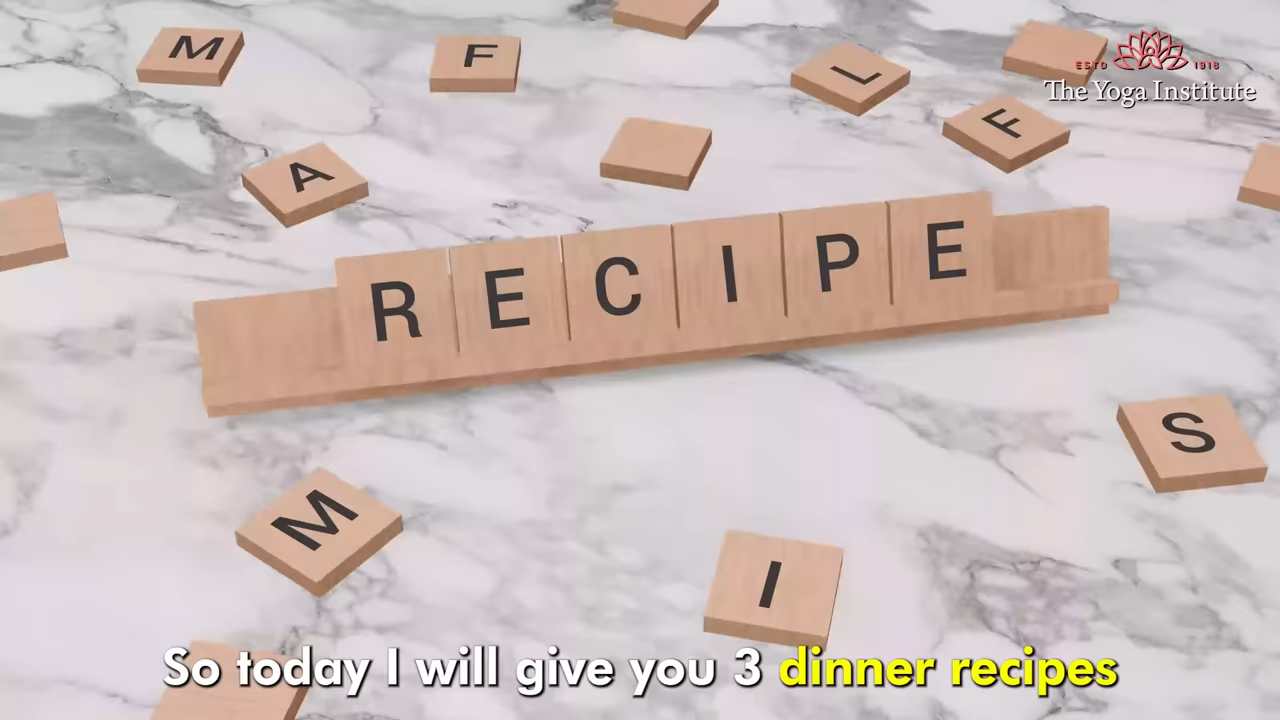 M
F
L
ESTD 1918
The Yoga Institute
F
A
RECIPE
S
M
I
So today I will give you 3 dinner recipes